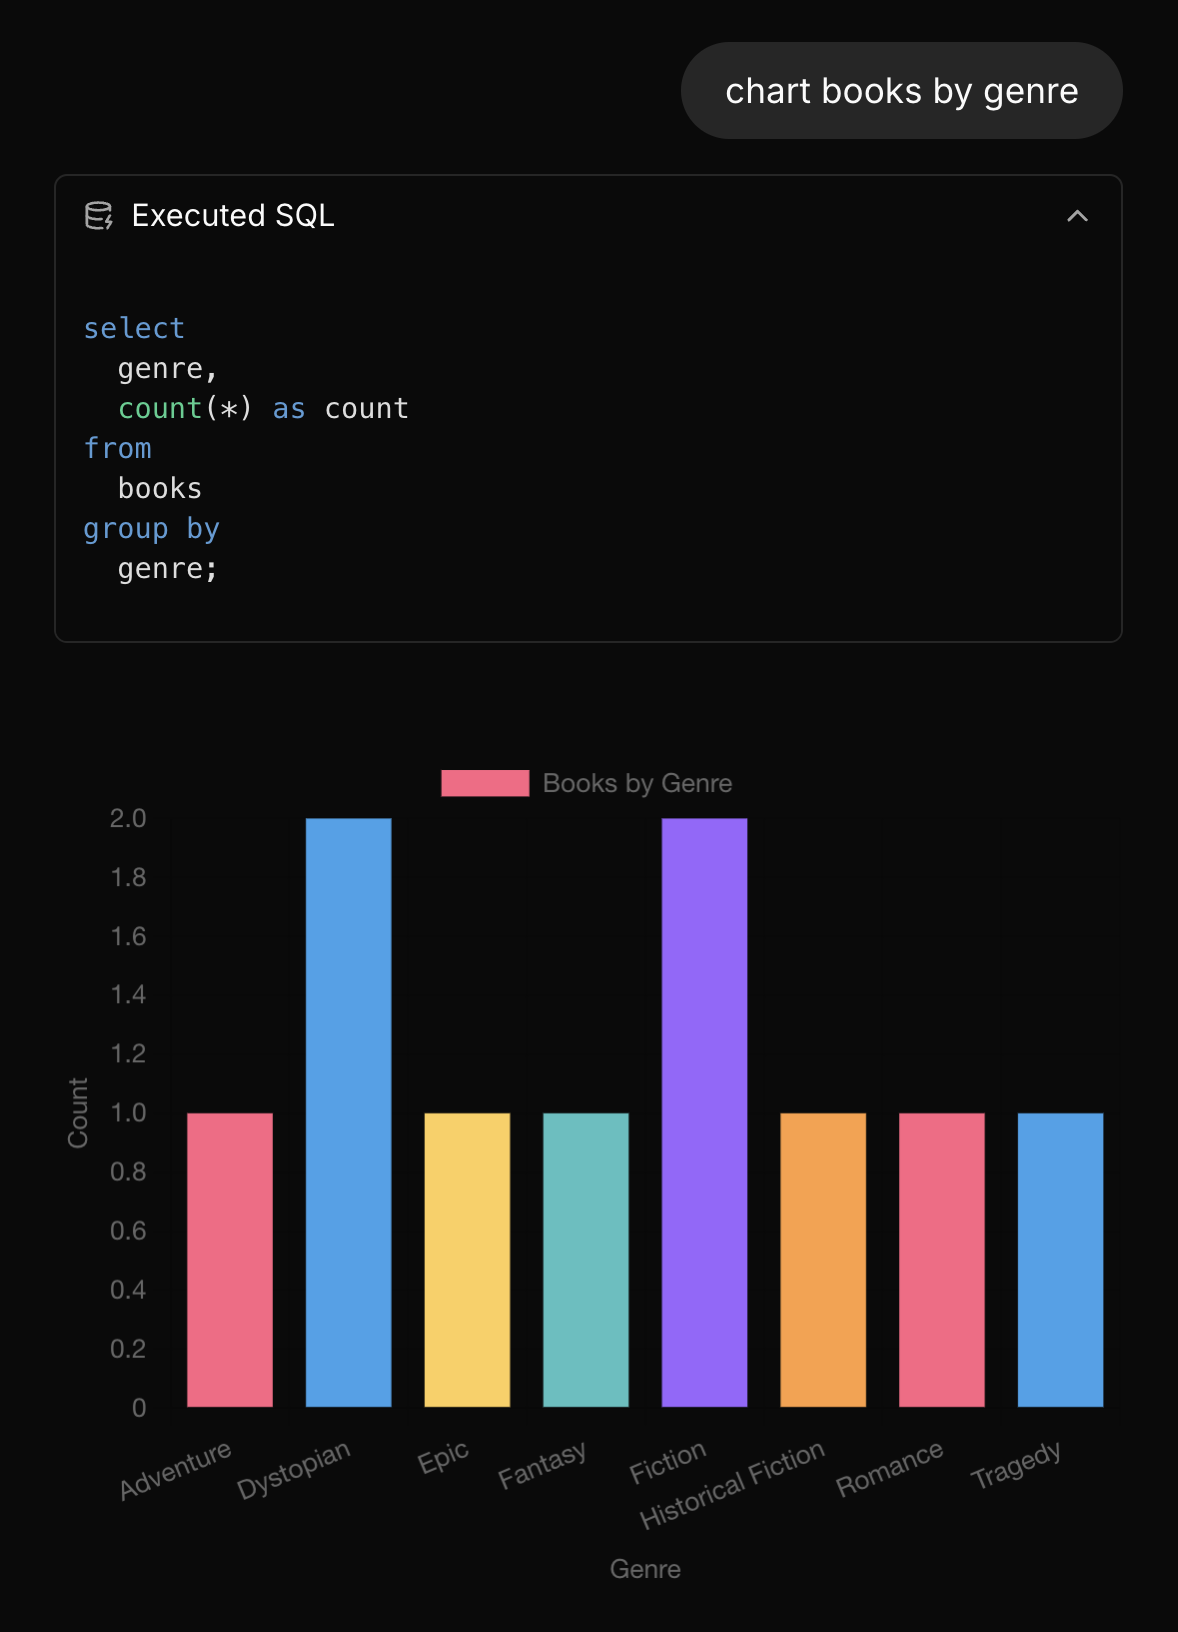 chart books by genre
Executed SQL
select
  genre,
  count(*) as count
from
  books
group by
  genre;
Books by Genre
2.0
1.8
1.6
1.4
1.2
1.0
0.8
0.6
0.4
0.2
0
Count
Adventure
Dystopian
Epic
Fantasy
Fiction
Historical Fiction
Romance
Tragedy
Genre